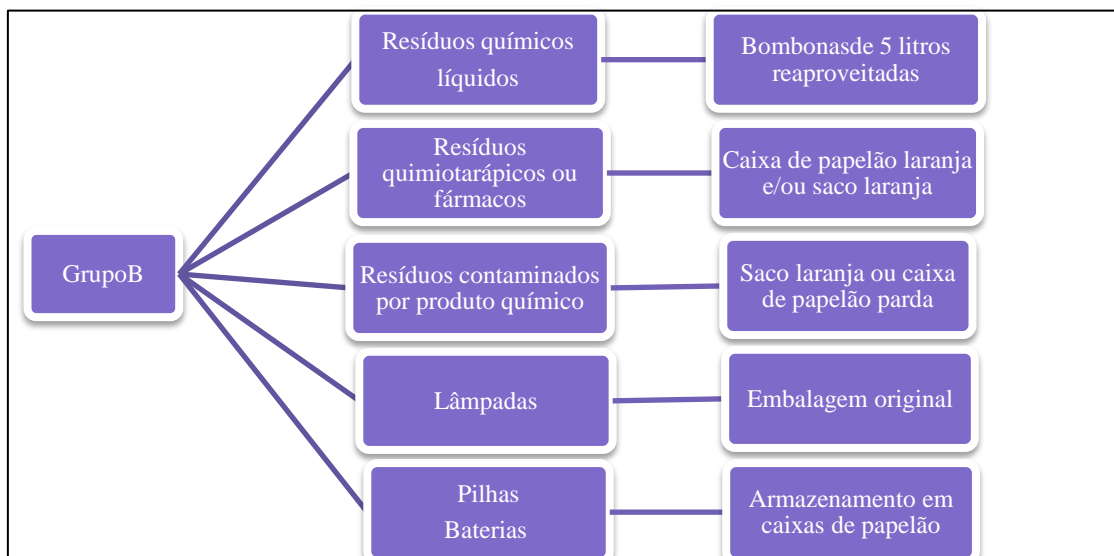 GrupoB
Resíduos químicos
líquidos
Bombonasde 5 litros
reaproveitadas
Resíduos
quimiotarápicos ou
fármacos
Caixa de papelão laranja
e/ou saco laranja
Resíduos contaminados
por produto químico
Saco laranja ou caixa
de papelão parda
Lâmpadas
Embalagem original
Pilhas
Baterias
Armazenamento em
caixas de papelão